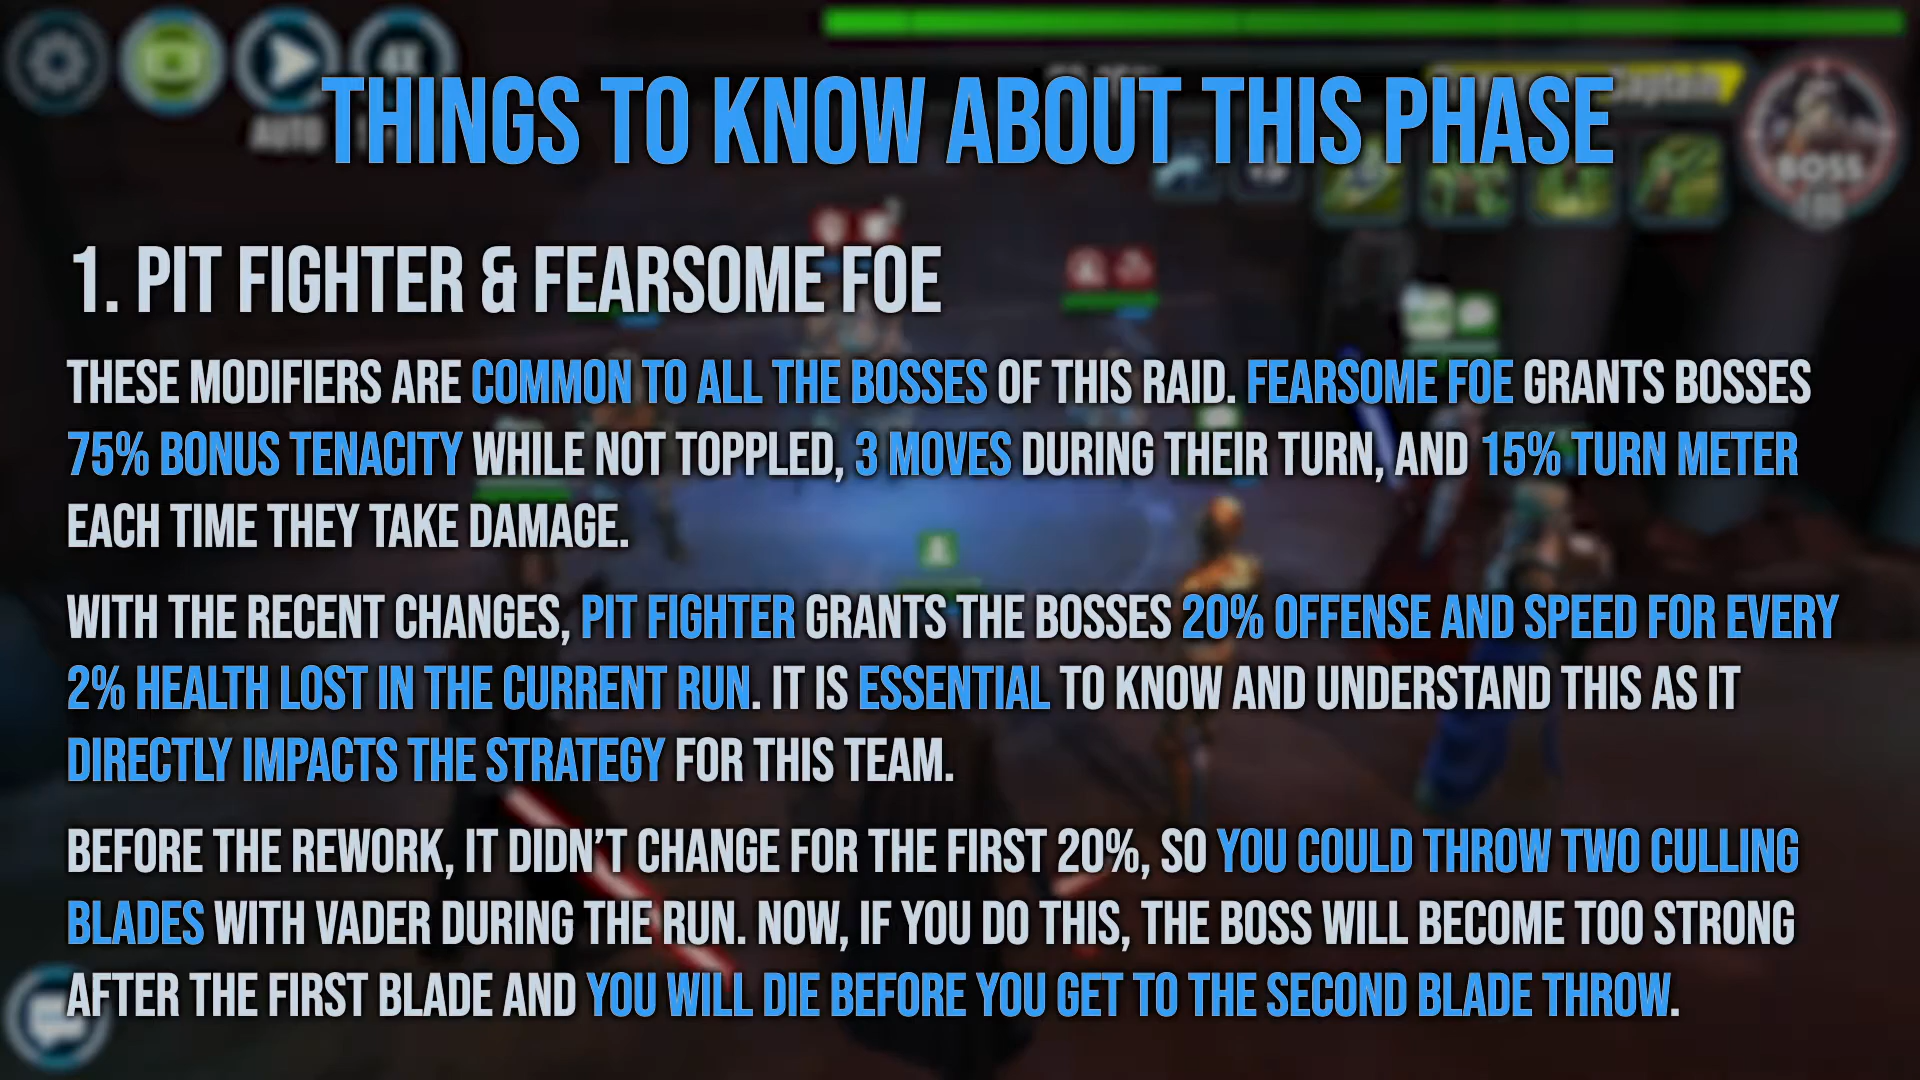 4X
AUTO
THINGS TO KNOW ABOUT THIS PHASE
BOSS
1. PIT FIGHTER & FEARSOME FOE
THESE MODIFIERS ARE COMMON TO ALL THE BOSSES OF THIS RAID. FEARSOME FOE GRANTS BOSSES
75% BONUS TENACITY WHILE NOT TOPPLED, 3 MOVES DURING THEIR TURN, AND 15% TURN METER
EACH TIME THEY TAKE DAMAGE.
WITH THE RECENT CHANGES, PIT FIGHTER GRANTS THE BOSSES 20% OFFENSE AND SPEED FOR EVERY
2% HEALTH LOST IN THE CURRENT RUN. IT IS ESSENTIAL TO KNOW AND UNDERSTAND THIS AS IT
DIRECTLY IMPACTS THE STRATEGY FOR THIS TEAM.
BEFORE THE REWORK, IT DIDN'T CHANGE FOR THE FIRST 20%, SO YOU COULD THROW TWO CULLING
BLADES WITH VADER DURING THE RUN. NOW, IF YOU DO THIS, THE BOSS WILL BECOME TOO STRONG
AFTER THE FIRST BLADE AND YOU WILL DIE BEFORE YOU GET TO THE SECOND BLADE THROW.